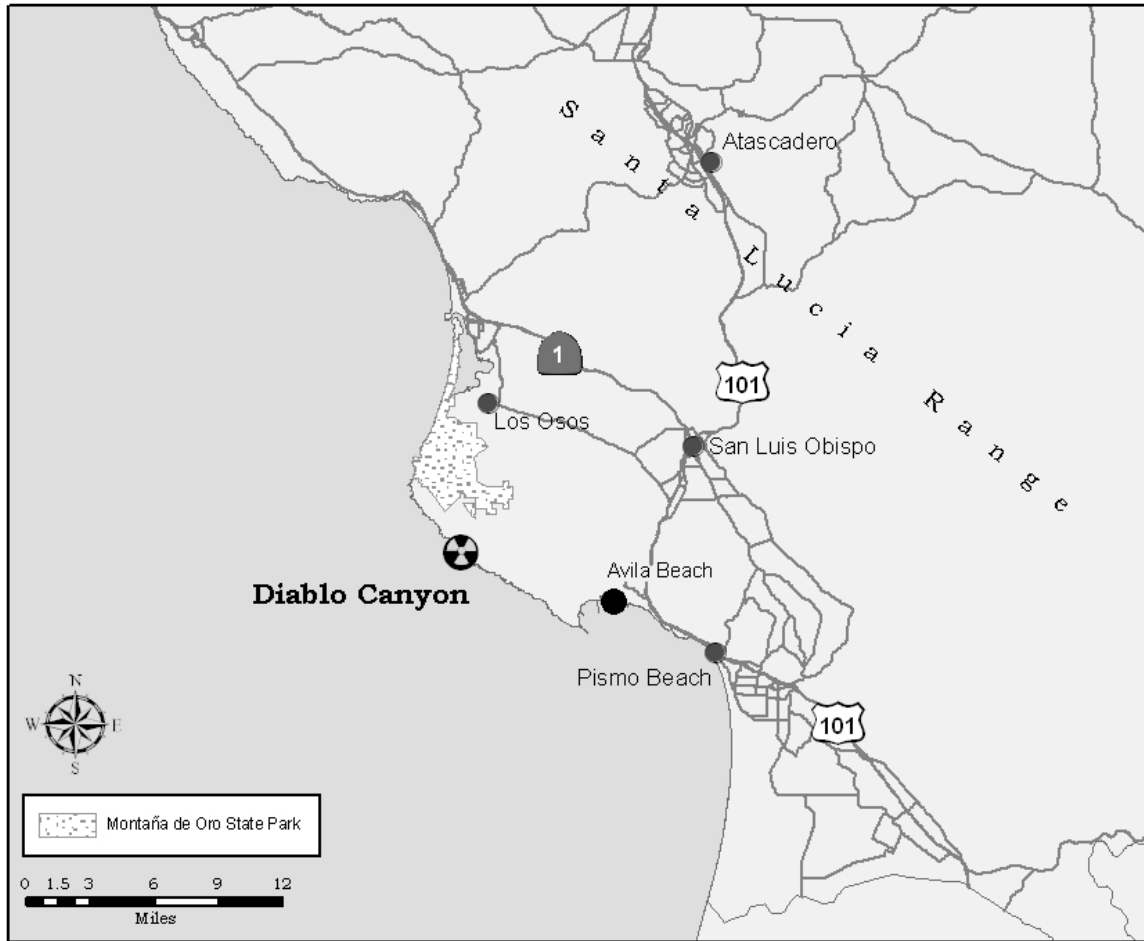 Santa Lucia Range
Atascadero
1
101
Los Osos
San Luis Obispo
Diablo Canyon
Avila Beach
Pismo Beach
101
N
W E
S
Montaña de Oro State Park
0 1.5 3 6 9 12
Miles